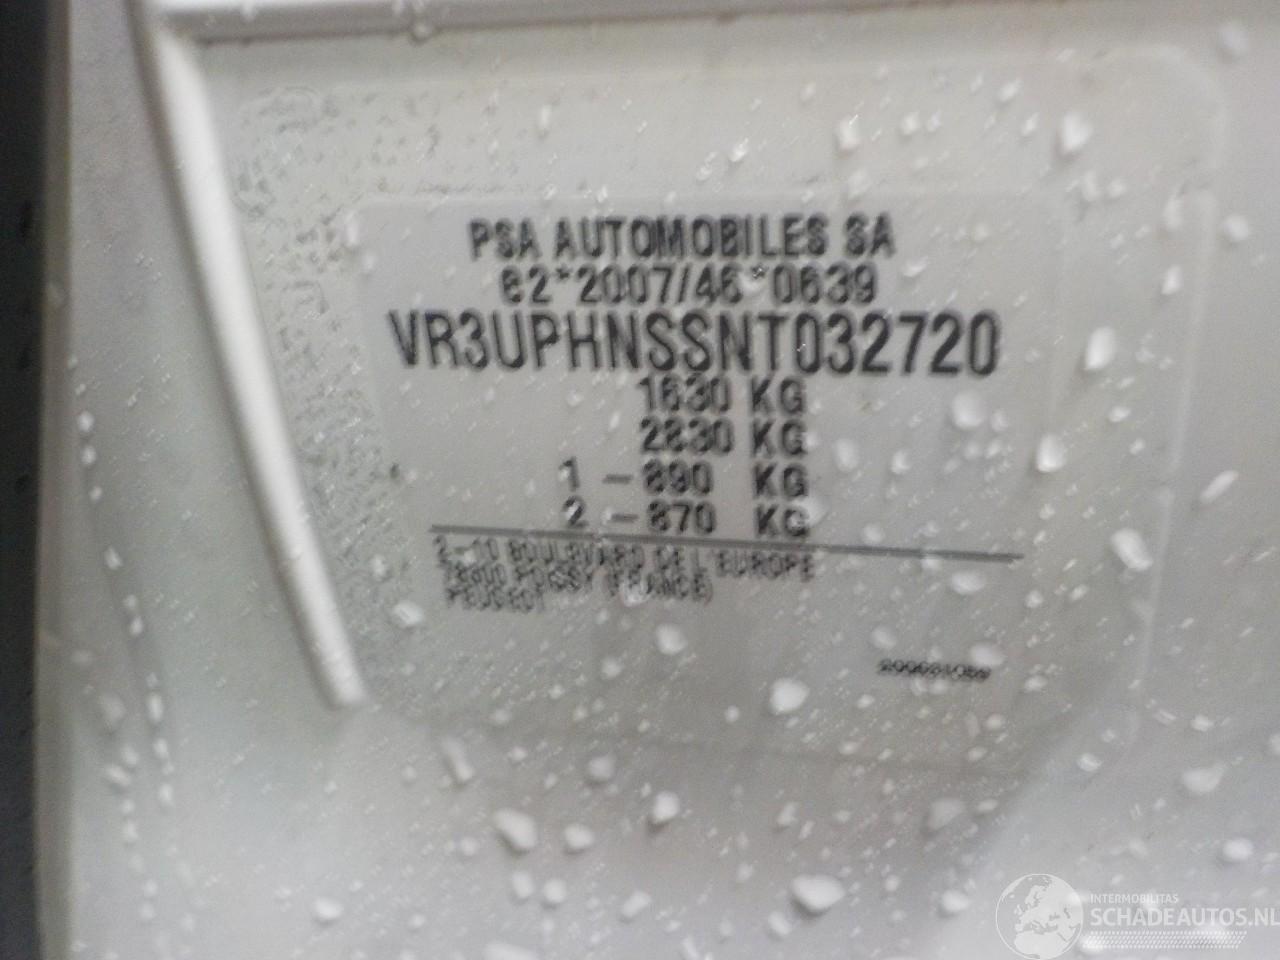 PSA AUTOMOBILES SA
e2*2007/46*0639
VR3UPHNSSNT032720
1630 KG
2830 KG
1 - 890 KG
2 - 870 KG
2-10 BOULEVARD DE L'EUROPE
78300 POISSY (FRANCE)
PEUGEOT
INTERMOBILITAS
SCHADEAUTOS.NL